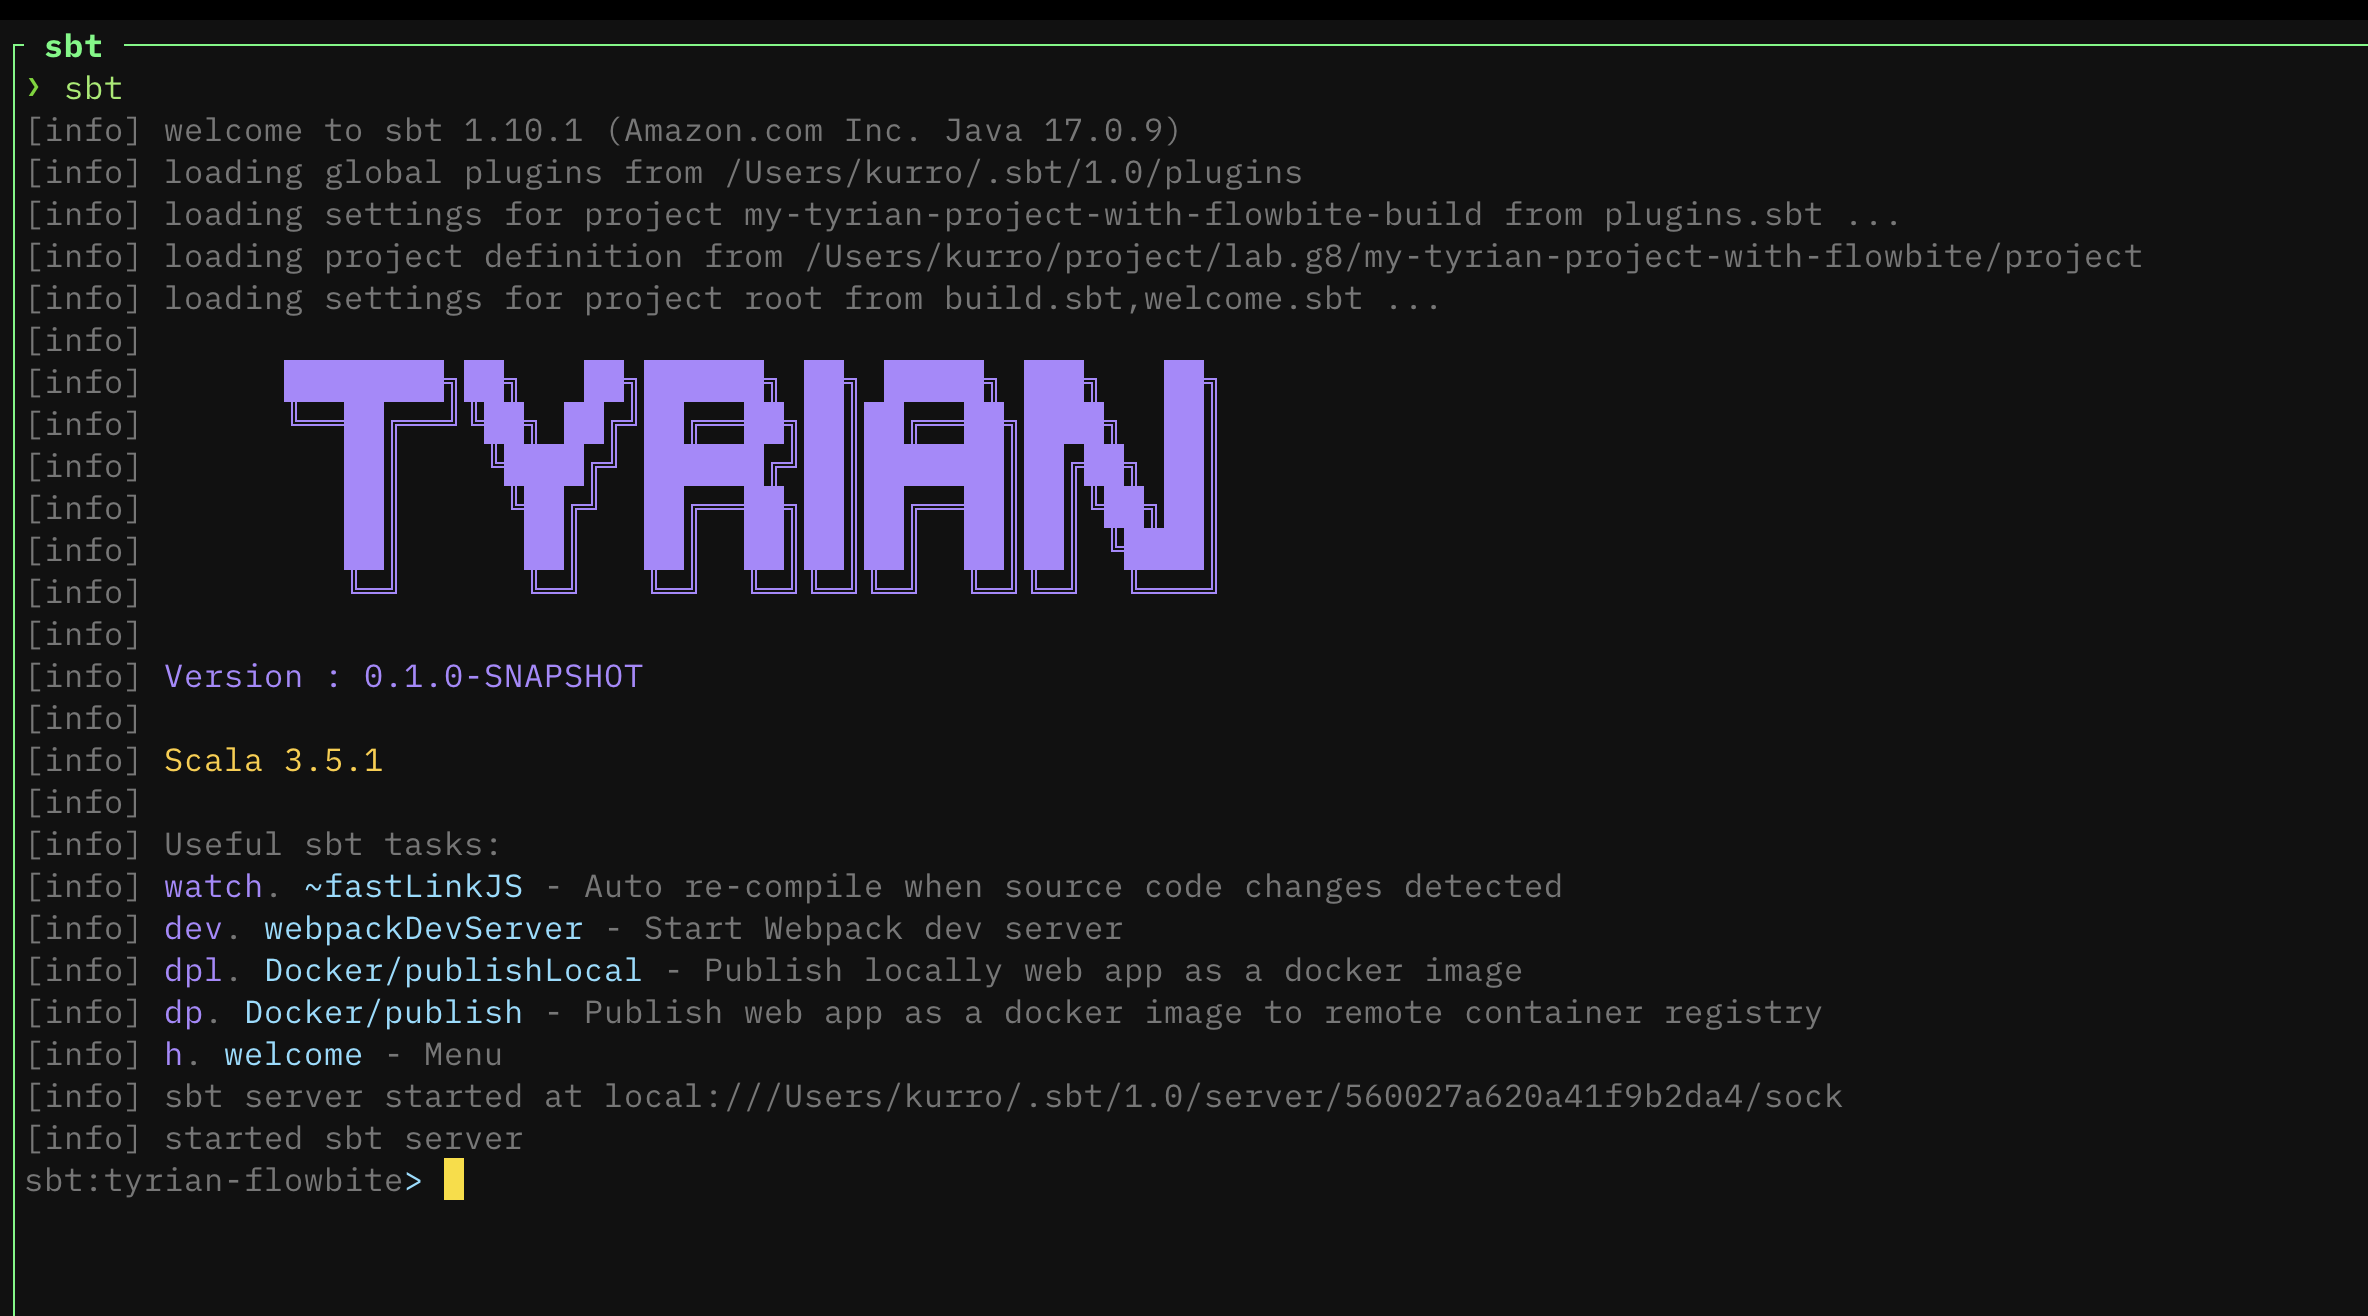 sbt
❯ sbt
[info] welcome to sbt 1.10.1 (Amazon.com Inc. Java 17.0.9)
[info] loading global plugins from /Users/kurro/.sbt/1.0/plugins
[info] loading settings for project my-tyrian-project-with-flowbite-build from plugins.sbt ...
[info] loading project definition from /Users/kurro/project/lab.g8/my-tyrian-project-with-flowbite/project
[info] loading settings for project root from build.sbt,welcome.sbt ...
[info]
[info]
[info]
[info] TYRIAN
[info]
[info]
[info]
[info]
[info] Version : 0.1.0-SNAPSHOT
[info]
[info] Scala 3.5.1
[info]
[info] Useful sbt tasks:
[info] watch. ~fastLinkJS - Auto re-compile when source code changes detected
[info] dev. webpackDevServer - Start Webpack dev server
[info] dpl. Docker/publishLocal - Publish locally web app as a docker image
[info] dp. Docker/publish - Publish web app as a docker image to remote container registry
[info] h. welcome - Menu
[info] sbt server started at local:///Users/kurro/.sbt/1.0/server/560027a620a41f9b2da4/sock
[info] started sbt server
sbt:tyrian-flowbite>